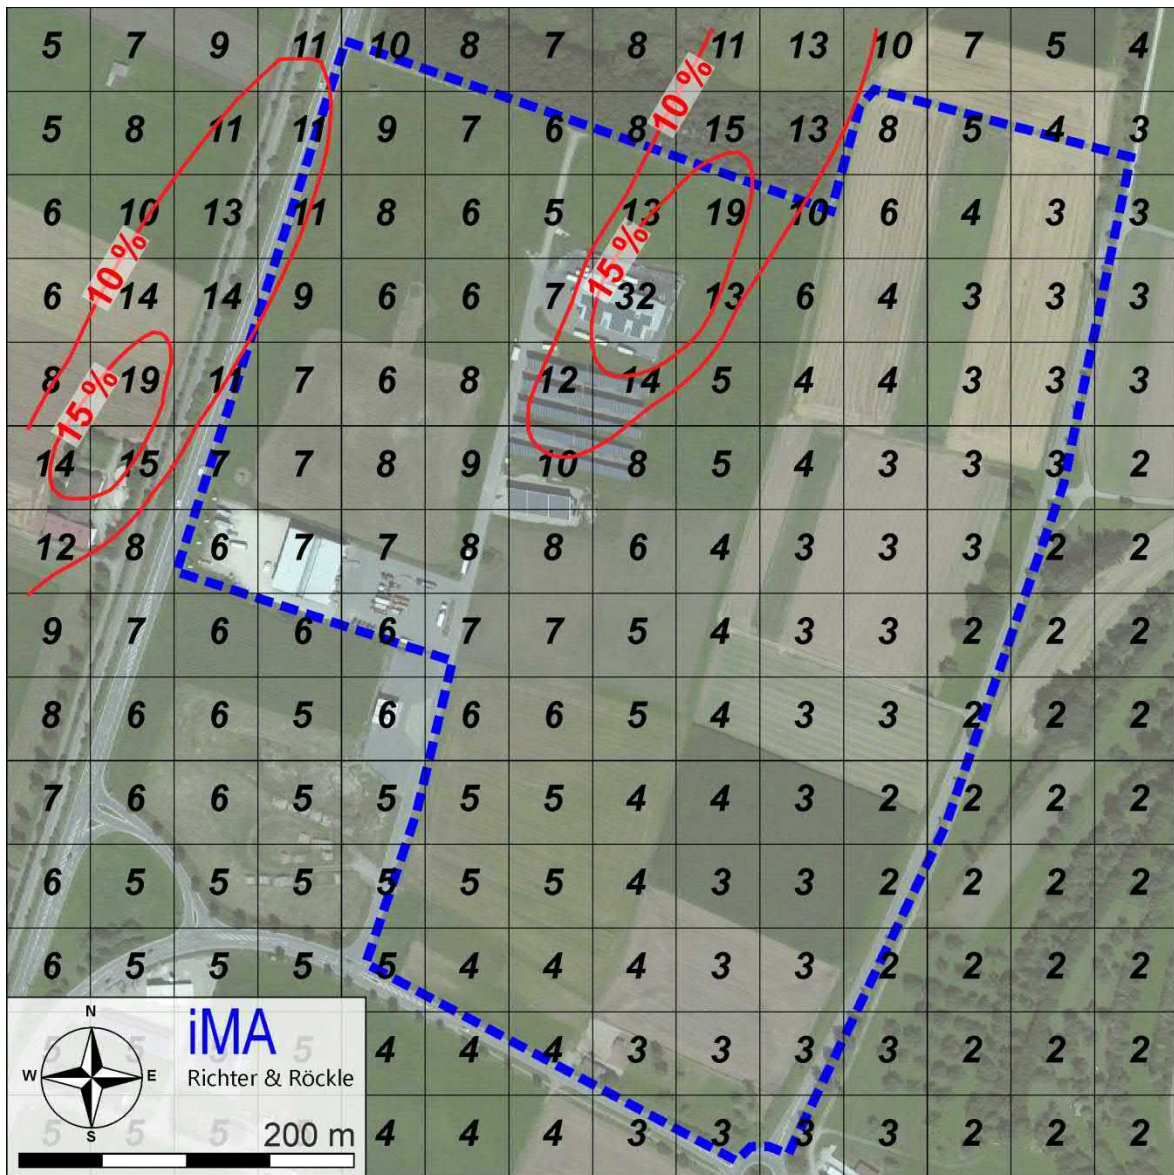 5 7 9 11 10 8 7 8 11 13 10 7 5 4
10 %
5 8 11 11 9 7 6 8 15 13 8 5 4 3
6 10 13 11 8 6 5 13 19 10 6 4 3 3
10 % 15 %
6 14 14 9 6 6 7 32 13 6 4 3 3 3
8 19 11 7 6 8 12 14 5 4 4 3 3 3
15 %
14 15 7 7 8 9 10 8 5 4 3 3 3 2
12 8 6 7 7 8 8 6 4 3 3 3 2 2
9 7 6 6 6 7 7 5 4 3 3 2 2 2
8 6 6 5 6 6 6 5 4 3 3 2 2 2
7 6 6 5 5 5 5 4 4 3 2 2 2 2
6 5 5 5 5 5 5 4 3 3 2 2 2 2
6 5 5 5 5 4 4 4 3 3 2 2 2 2
5 5 5 5 4 4 4 3 3 3 3 2 2 2
5 5 5 5 4 4 4 3 3 3 3 2 2 2
N
W E
S
iMA
Richter & Röckle
200 m